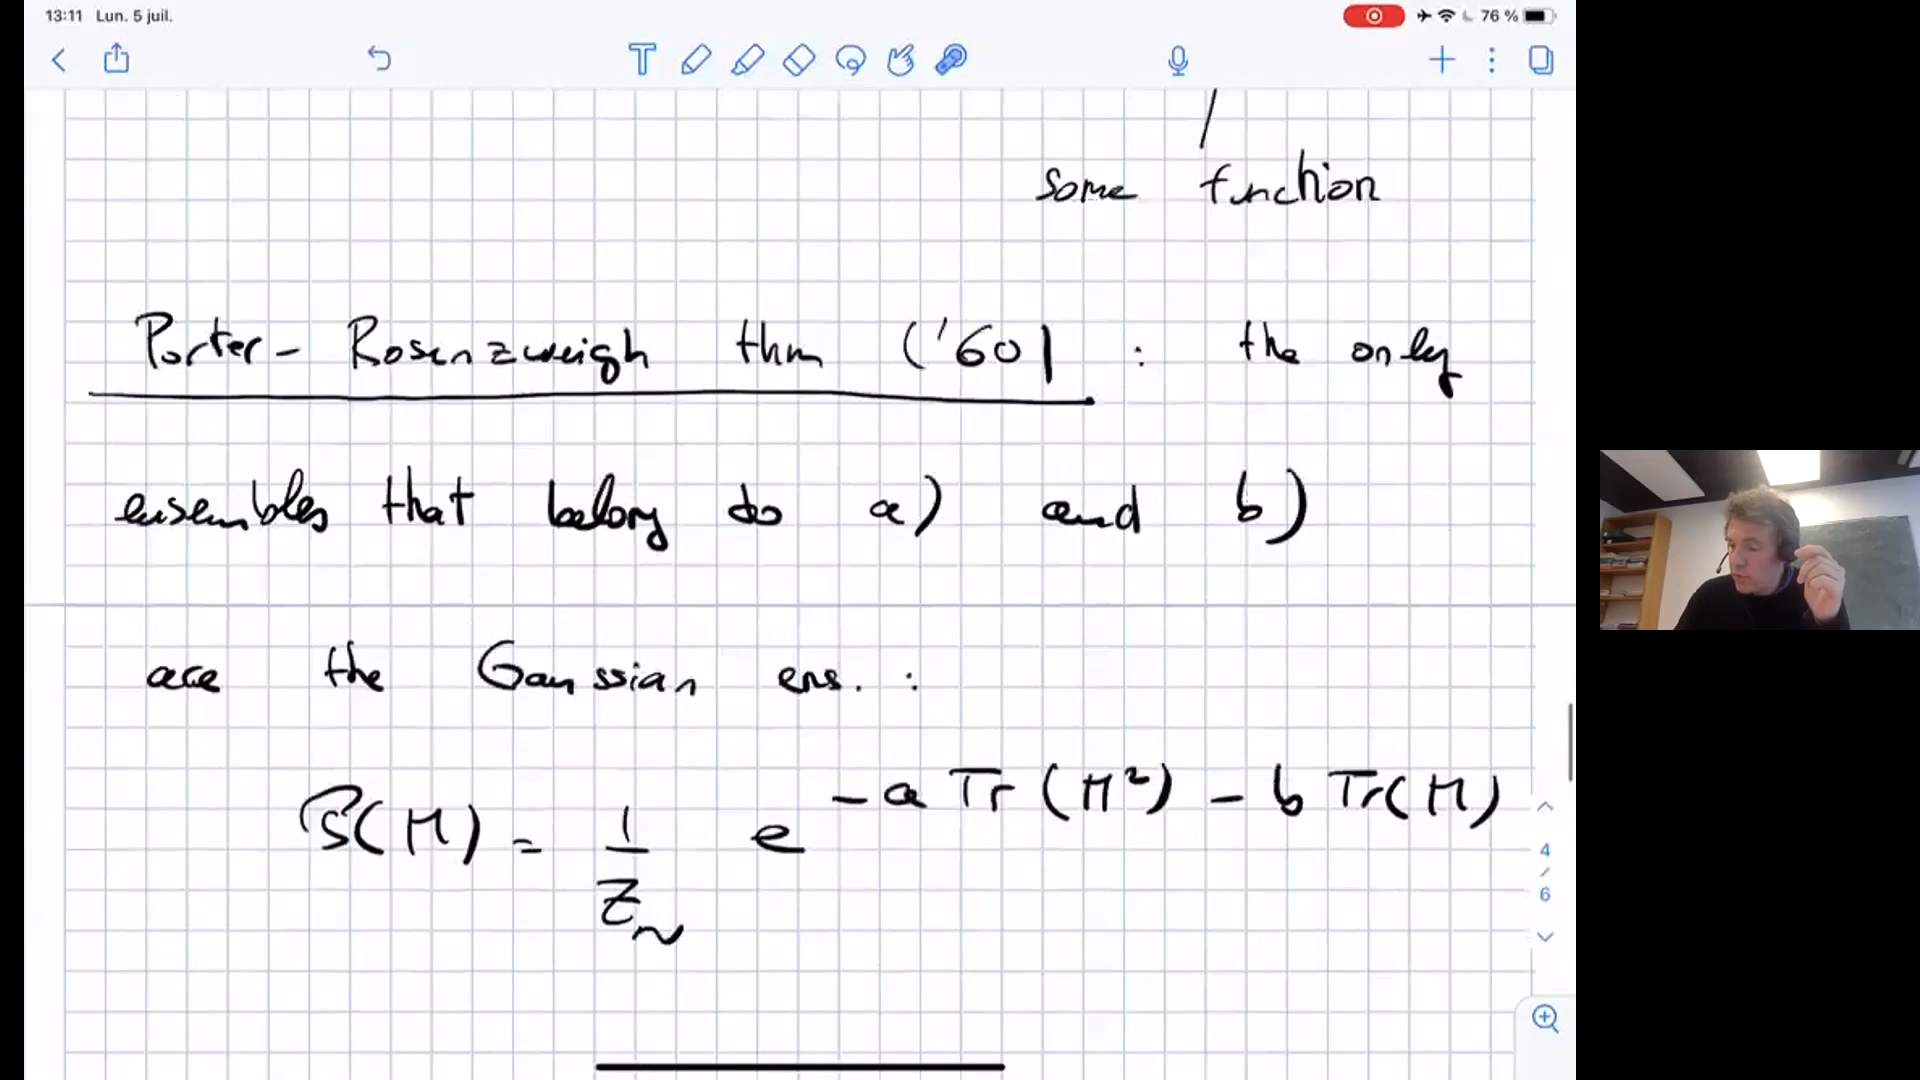 13:11 Lun. 5 juil.
76 %
some function
Porter - Rosenzweigh thm ('60) : the only
ensembles that belong to a) and b)
are the Gaussian ens. :
P(M) = 1/Z_N e^{- a Tr (M²) - b Tr(M)}
4
6